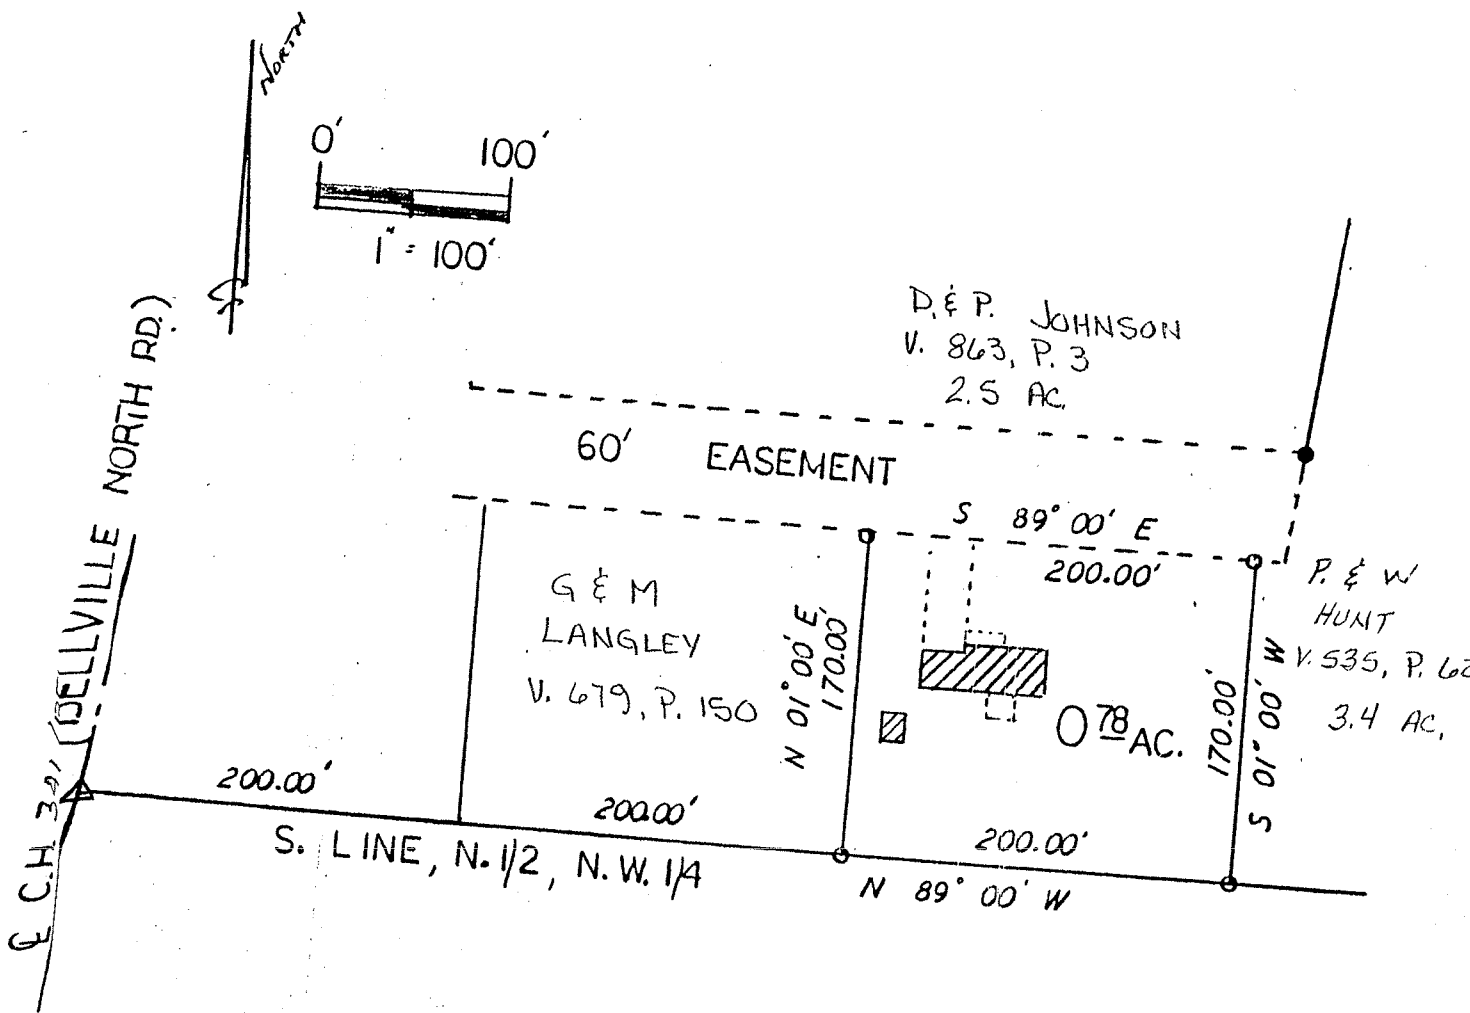 NORTH
0' 100'
1" = 100'
D. & P. JOHNSON
V. 863, P. 3
2.5 AC.
60' EASEMENT
S 89° 00' E
200.00'
G & M
LANGLEY
V. 679, P. 150
N 01° 00' E
170.00'
0 78 AC.
170.00'
S 01° 00' W
P. & W
HUNT
V. 535, P.
3.4 AC.
(DELLVILLE NORTH RD.)
℄ C.H.
200.00'
200.00'
200.00'
S. LINE, N. 1/2, N.W. 1/4
N 89° 00' W